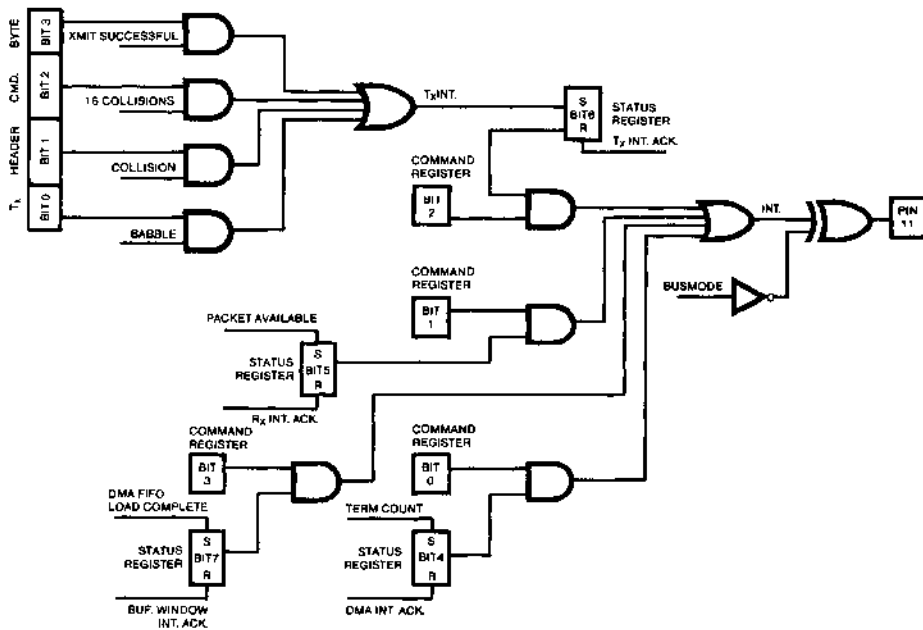 BYTE
CMD.
HEADER
Tx
BIT 3
BIT 2
BIT 1
BIT 0
XMIT SUCCESSFUL
16 COLLISIONS
COLLISION
BABBLE
TxINT.
S
BIT6
R
STATUS
REGISTER
Tx INT. ACK.
COMMAND
REGISTER
BIT
2
INT.
PIN
11
BUSMODE
COMMAND
REGISTER
BIT
1
PACKET AVAILABLE
STATUS
REGISTER
S
BIT5
R
Rx INT. ACK.
COMMAND
REGISTER
BIT
3
COMMAND
REGISTER
BIT
0
DMA FIFO
LOAD COMPLETE
STATUS
REGISTER
S
BIT7
R
BUF. WINDOW
INT. ACK.
TERM COUNT
STATUS
REGISTER
S
BIT4
R
DMA INT ACK.